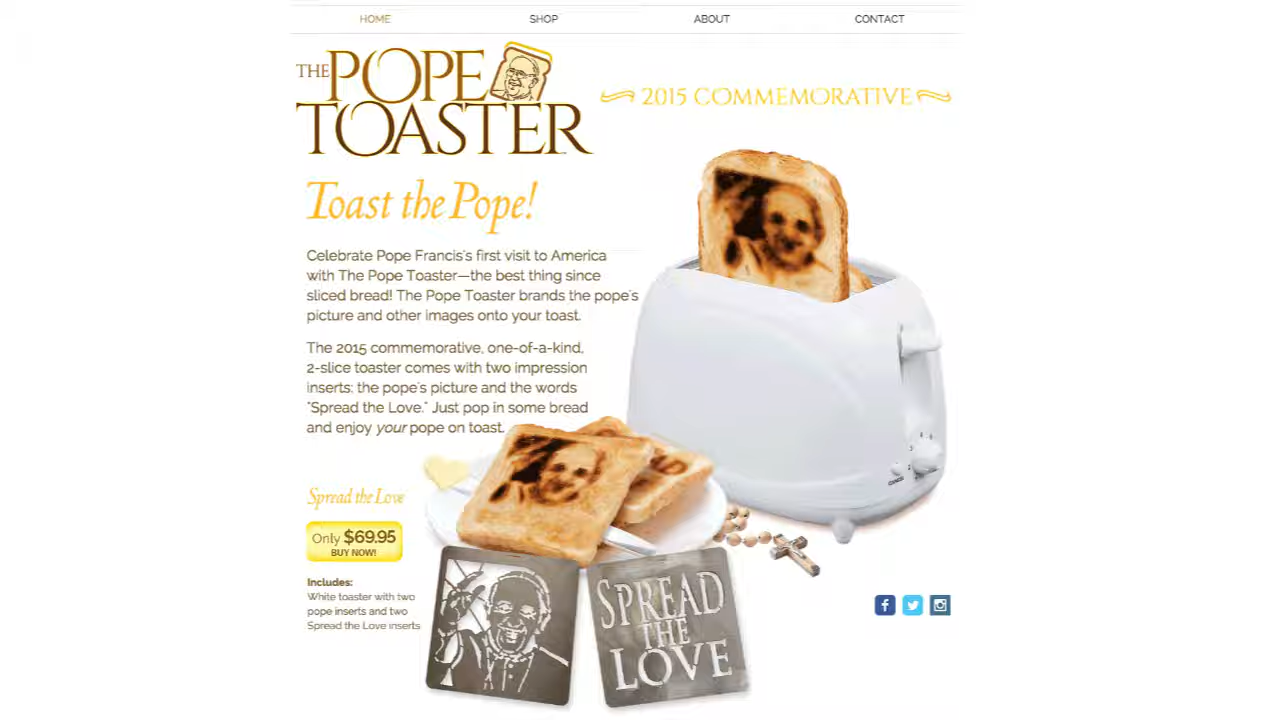 HOME SHOP ABOUT CONTACT
THE POPE
TOASTER
2015 COMMEMORATIVE
Toast the Pope!
Celebrate Pope Francis's first visit to America
with The Pope Toaster—the best thing since
sliced bread! The Pope Toaster brands the pope's
picture and other images onto your toast.
The 2015 commemorative, one-of-a-kind,
2-slice toaster comes with two impression
inserts: the pope's picture and the words
"Spread the Love." Just pop in some bread
and enjoy your pope on toast.
Spread the Love
Only $69.95
BUY NOW!
Includes:
White toaster with two
pope inserts and two
Spread the Love inserts
SPREAD
THE
LOVE
CANCEL